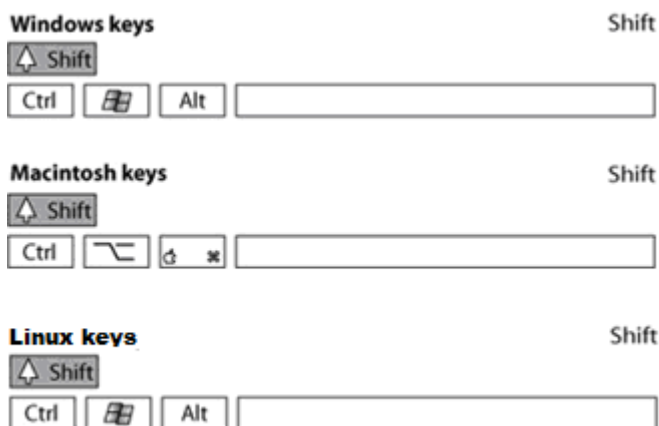 Windows keys Shift
Shift
Ctrl Alt
Macintosh keys Shift
Shift
Ctrl ⌥ ⌘
Linux keys Shift
Shift
Ctrl Alt